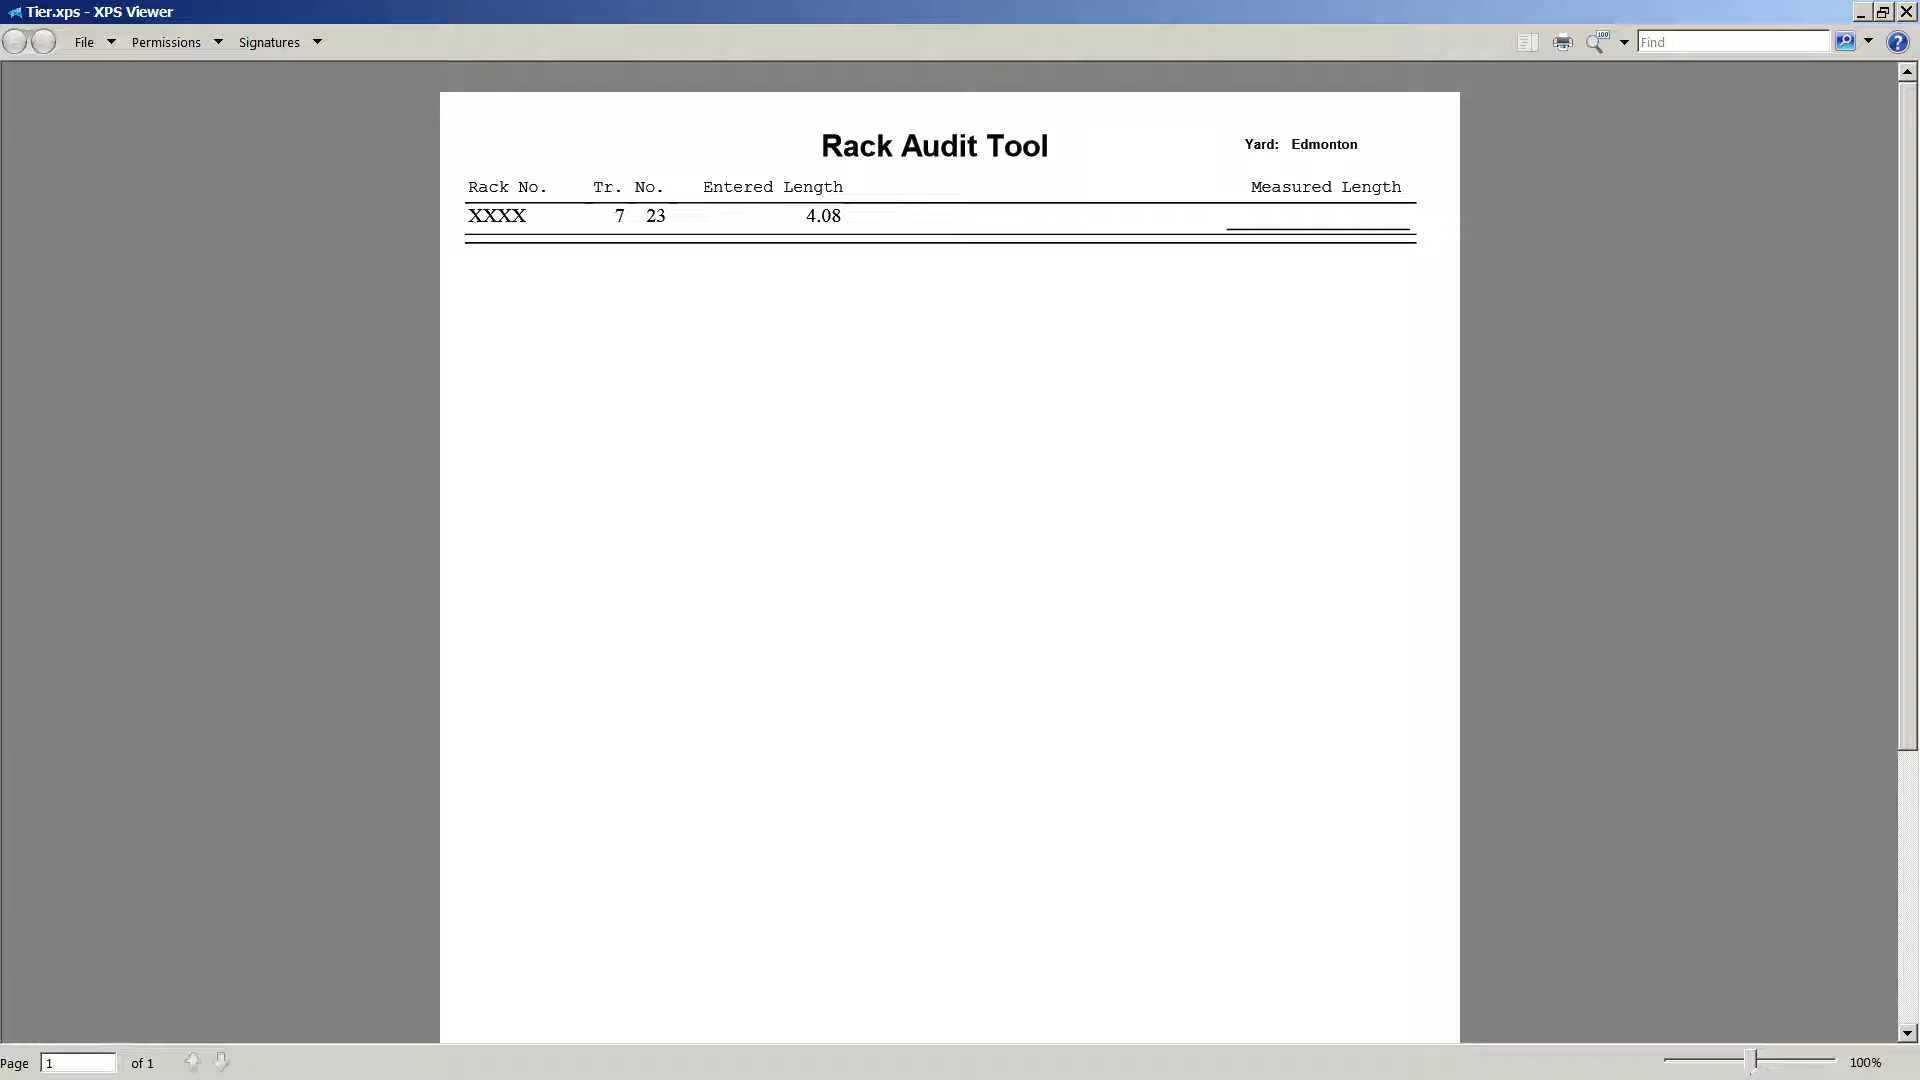 Tier.xps - XPS Viewer
File Permissions Signatures 100 Find ?
Rack Audit Tool Yard: Edmonton
Rack No. Tr. No. Entered Length Measured Length
XXXX 7 23 4.08
Page 1 of 1 100%